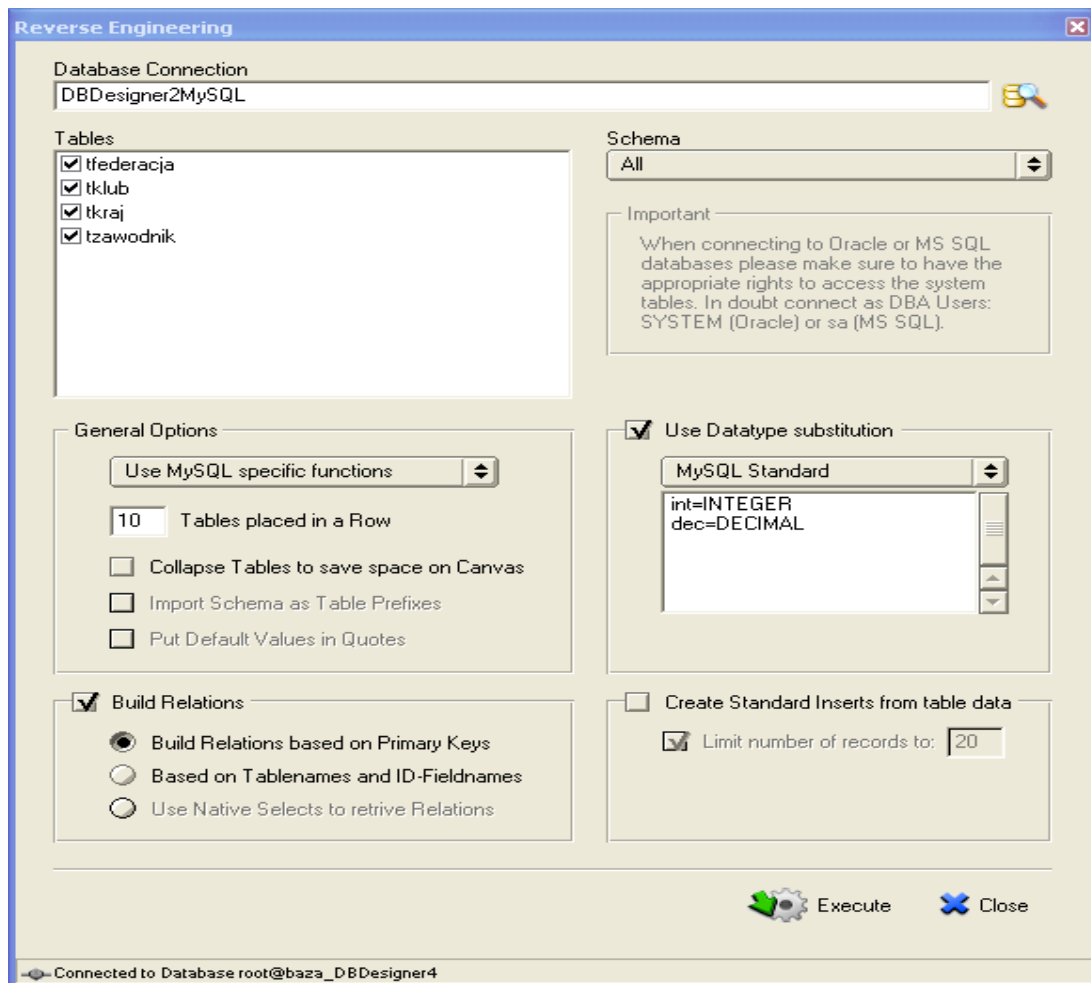 Reverse Engineering
Database Connection
DBDesigner2MySQL
Tables
tfederacja
tklub
tkraj
tzawodnik
Schema
All
Important
When connecting to Oracle or MS SQL
databases please make sure to have the
appropriate rights to access the system
tables. In doubt connect as DBA Users:
SYSTEM (Oracle) or sa (MS SQL).
General Options
Use MySQL specific functions
10 Tables placed in a Row
Collapse Tables to save space on Canvas
Import Schema as Table Prefixes
Put Default Values in Quotes
Use Datatype substitution
MySQL Standard
int=INTEGER
dec=DECIMAL
Build Relations
Build Relations based on Primary Keys
Based on Tablenames and ID-Fieldnames
Use Native Selects to retrive Relations
Create Standard Inserts from table data
Limit number of records to: 20
Execute Close
Connected to Database root@baza_DBDesigner4